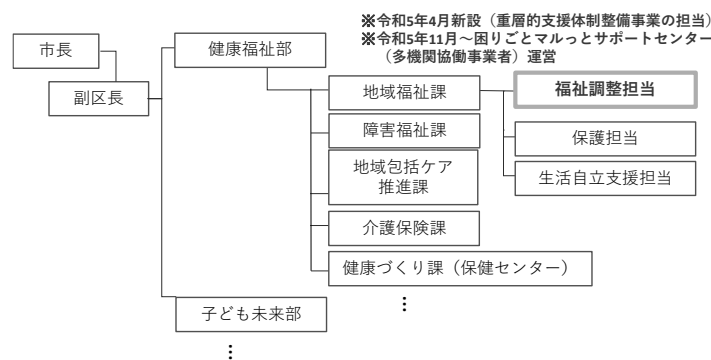 ※令和5年4月新設（重層的支援体制整備事業の担当）
※令和5年11月～困りごとマルっとサポートセンター
（多機関協働事業者）運営
市長
副区長
健康福祉部
地域福祉課
福祉調整担当
障害福祉課
保護担当
地域包括ケア
推進課
生活自立支援担当
介護保険課
健康づくり課（保健センター）
⋮
子ども未来部
⋮